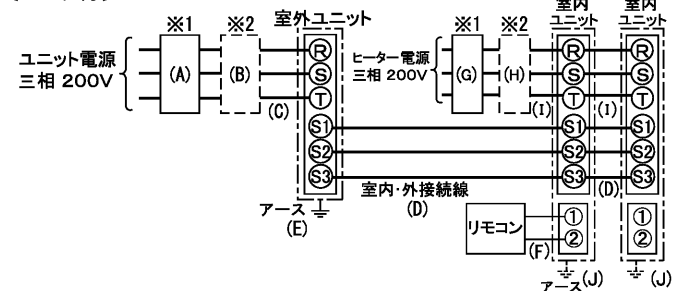 室内 室内
※1 ※2 室外ユニット ※1 ※2 ユニット ユニット
ユニット電源
三相 200V
(A) (B) (C)
R
S
T
S1
S2
S3
ヒーター電源
三相 200V
(G) (H) (I) (I)
R R
S S
T T
S1 S1
S2 S2
S3 S3
室内・外接続線
(D) (D)
アース
(E)
リモコン
(F)
① ①
② ②
アース (J) (J)